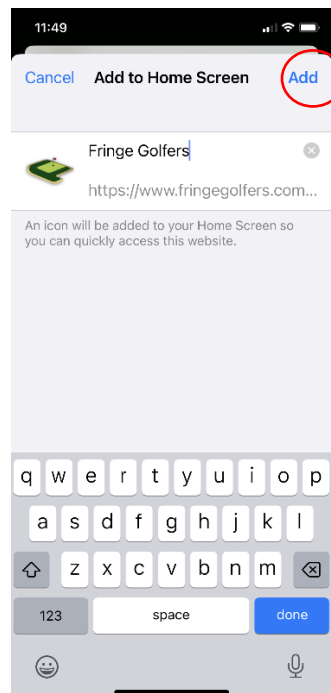 11:49
Cancel Add to Home Screen Add
Fringe Golfers
https://www.fringegolfers.com...
An icon will be added to your Home Screen so
you can quickly access this website.
q w e r t y u i o p
a s d f g h j k l
z x c v b n m
123 space done